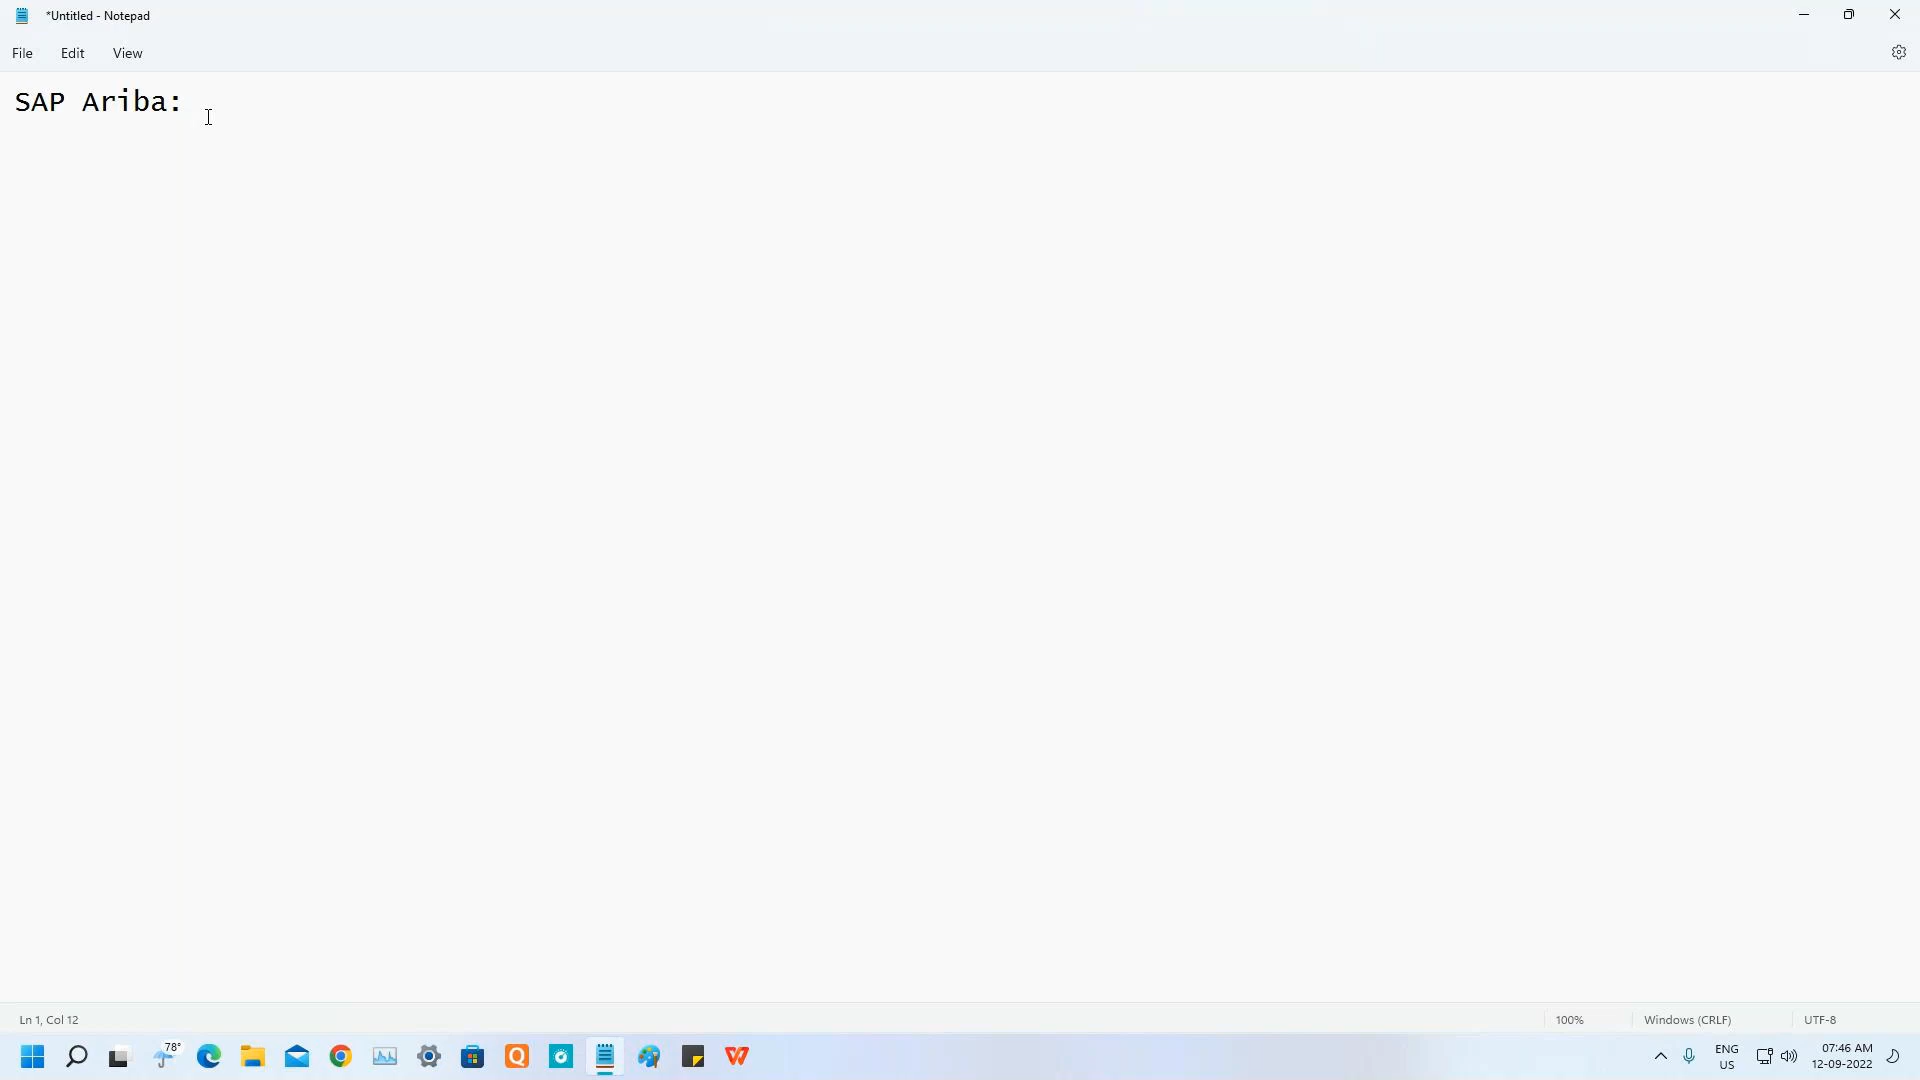 *Untitled - Notepad
File Edit View
SAP Ariba:
Ln 1, Col 12 100% Windows (CRLF) UTF-8
78°
ENG
US
07:46 AM
12-09-2022